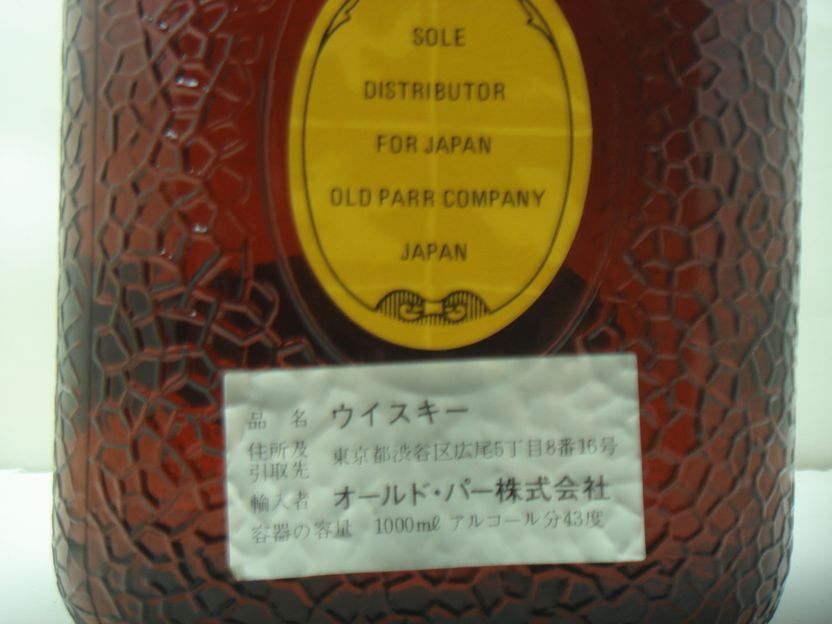 SOLE
DISTRIBUTOR
FOR JAPAN
OLD PARR COMPANY
JAPAN
品名 ウイスキー
住所及
引取先 東京都渋谷区広尾5丁目8番16号
輸入者 オールド・パー株式会社
容器の容量 1000mℓ アルコール分43度